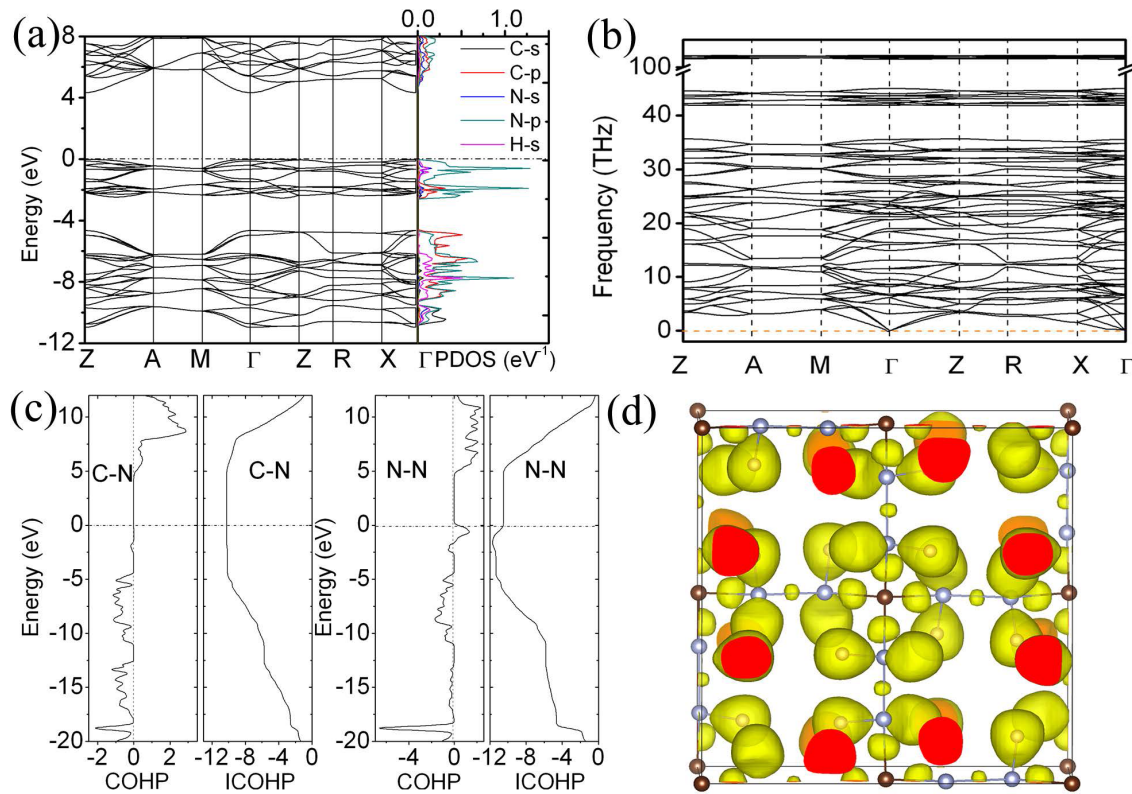 (a)
0.0 1.0
8
4
0
-4
-8
-12
Energy (eV)
C-s
C-p
N-s
N-p
H-s
Z A M Γ Z R X Γ PDOS (eV⁻¹)
(b)
100
40
30
20
10
0
Frequency (THz)
Z A M Γ Z R X Γ
(c)
10
5
0
-5
-10
-15
-20
Energy (eV)
C-N
C-N
-2 0 2
COHP
-12 -8 -4 0
ICOHP
10
5
0
-5
-10
-15
-20
Energy (eV)
N-N
N-N
-8 -4 0
COHP
-12 -8 -4 0
ICOHP
(d)